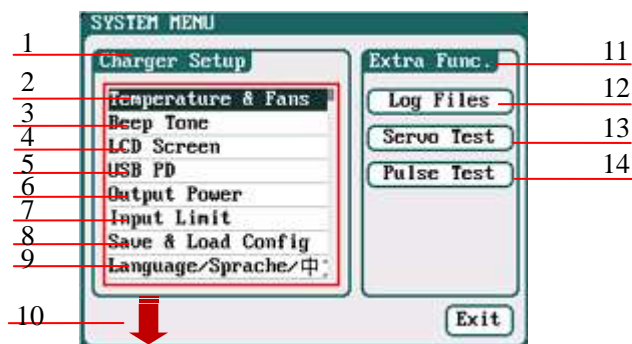 SYSTEM MENU
1 Charger Setup
Extra Func. 11
2 Temperature & Fans
Log Files 12
3 Beep Tone
4 LCD Screen
Servo Test 13
5 USB PD
Pulse Test 14
6 Output Power
7 Input Limit
8 Save & Load Config
9 Language/Sprache/中
10
Exit